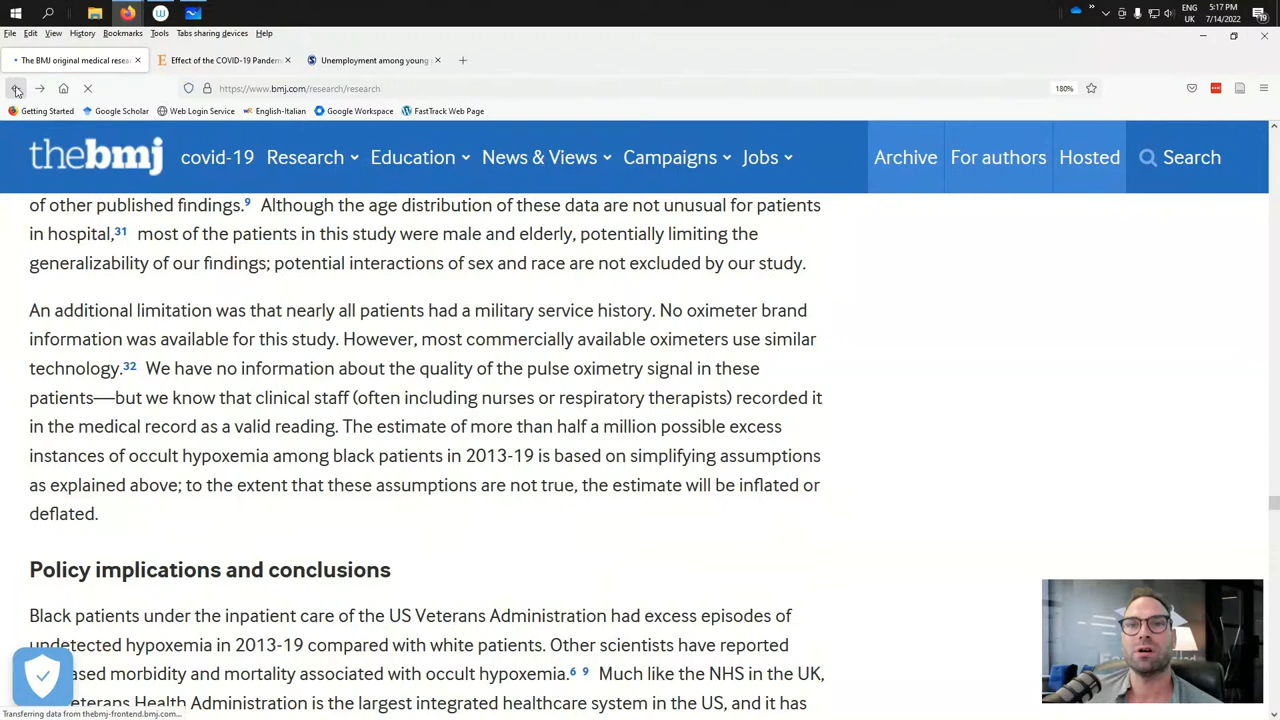 ENG
UK
5:17 PM
7/14/2022
19
File Edit View History Bookmarks Tools Tabs sharing devices Help
The BMJ original medical resea
Effect of the COVID-19 Pandem
Unemployment among young
https://www.bmj.com/research/research
180%
Getting Started Google Scholar Web Login Service English-Italian Google Workspace FastTrack Web Page
thebmj covid-19 Research Education News & Views Campaigns Jobs Archive For authors Hosted Search
of other published findings.9 Although the age distribution of these data are not unusual for patients
in hospital,31 most of the patients in this study were male and elderly, potentially limiting the
generalizability of our findings; potential interactions of sex and race are not excluded by our study.
An additional limitation was that nearly all patients had a military service history. No oximeter brand
information was available for this study. However, most commercially available oximeters use similar
technology.32 We have no information about the quality of the pulse oximetry signal in these
patients—but we know that clinical staff (often including nurses or respiratory therapists) recorded it
in the medical record as a valid reading. The estimate of more than half a million possible excess
instances of occult hypoxemia among black patients in 2013-19 is based on simplifying assumptions
as explained above; to the extent that these assumptions are not true, the estimate will be inflated or
deflated.
Policy implications and conclusions
Black patients under the inpatient care of the US Veterans Administration had excess episodes of
undetected hypoxemia in 2013-19 compared with white patients. Other scientists have reported
ased morbidity and mortality associated with occult hypoxemia.6 9 Much like the NHS in the UK,
eterans Health Administration is the largest integrated healthcare system in the US, and it has
Transferring data from thebmj-frontend.bmj.com...